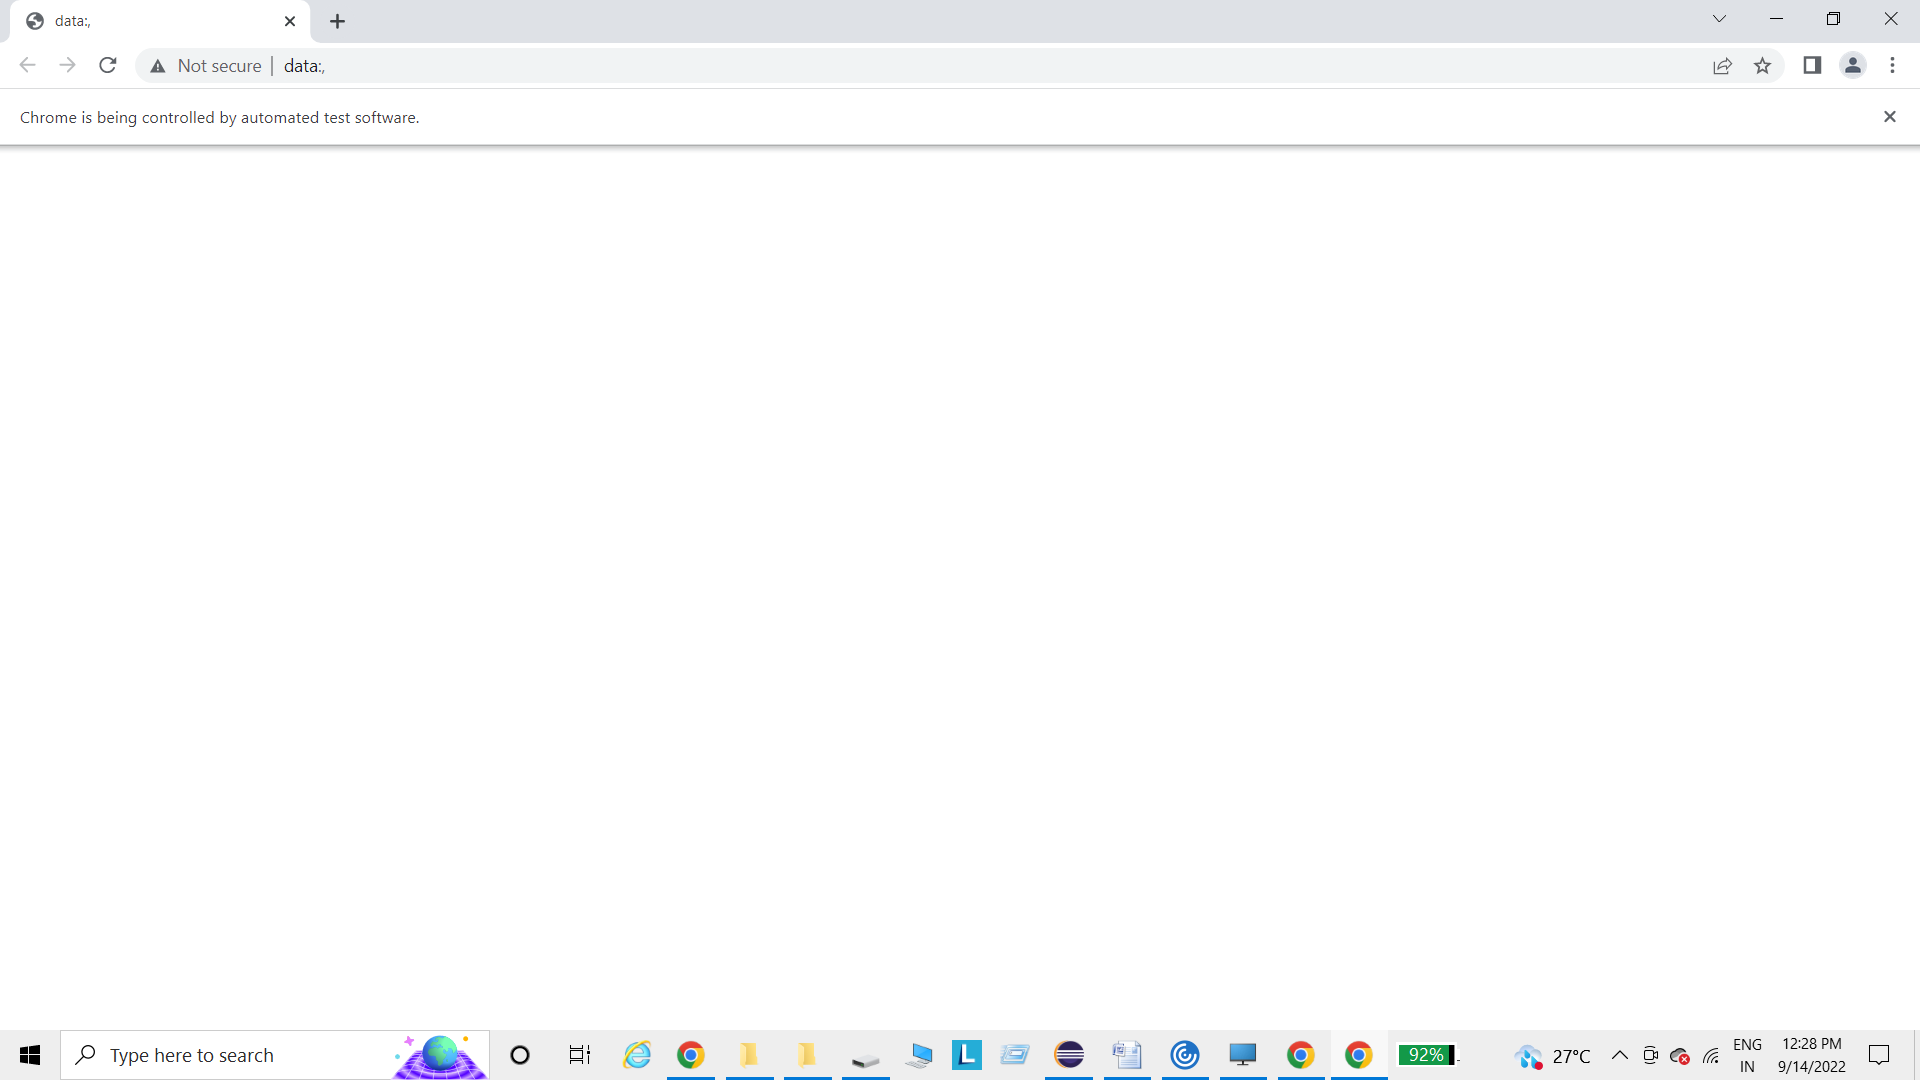 data:,
Not secure
data:,
Chrome is being controlled by automated test software.
Type here to search
L
92%
27°C
ENG
IN
12:28 PM
9/14/2022